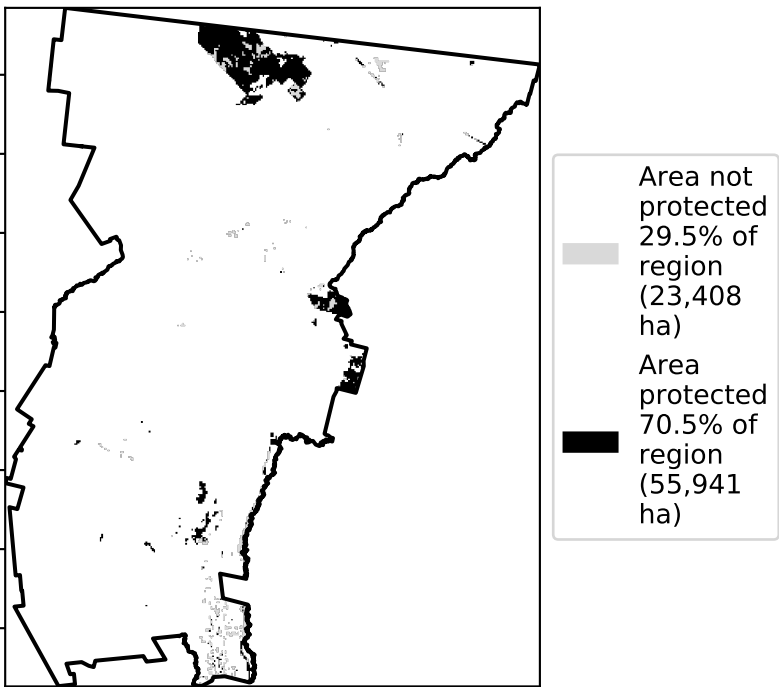 Area not
protected
29.5% of
region
(23,408
ha)
Area
protected
70.5% of
region
(55,941
ha)